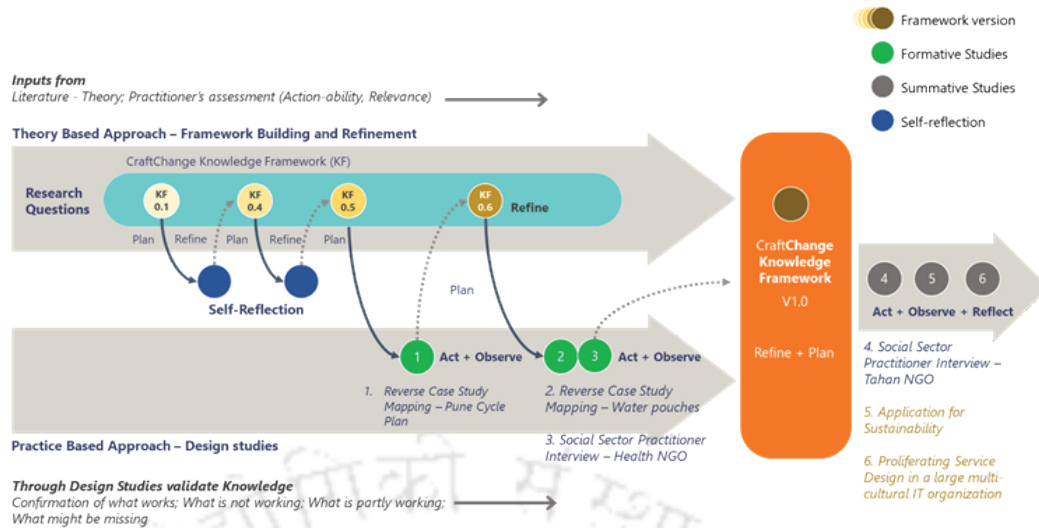 Framework version
Formative Studies
Summative Studies
Self-reflection
Inputs from
Literature - Theory; Practitioner's assessment (Action-ability, Relevance)
Theory Based Approach – Framework Building and Refinement
CraftChange Knowledge Framework (KF)
Research
Questions
KF
0.1
KF
0.4
KF
0.5
KF
0.6
Refine
Plan
Refine
Plan
Refine
Plan
Self-Reflection
Plan
1
Act + Observe
2
3
Act + Observe
1. Reverse Case Study
Mapping – Pune Cycle
Plan
2. Reverse Case Study
Mapping – Water pouches
3. Social Sector Practitioner
Interview – Health NGO
Practice Based Approach – Design studies
Through Design Studies validate Knowledge
Confirmation of what works; What is not working; What is partly working;
What might be missing
CraftChange
Knowledge
Framework
V1.0
Refine + Plan
4
5
6
Act + Observe + Reflect
4. Social Sector
Practitioner Interview –
Tahan NGO
5. Application for
Sustainability
6. Proliferating Service
Design in a large multi-
cultural IT organization